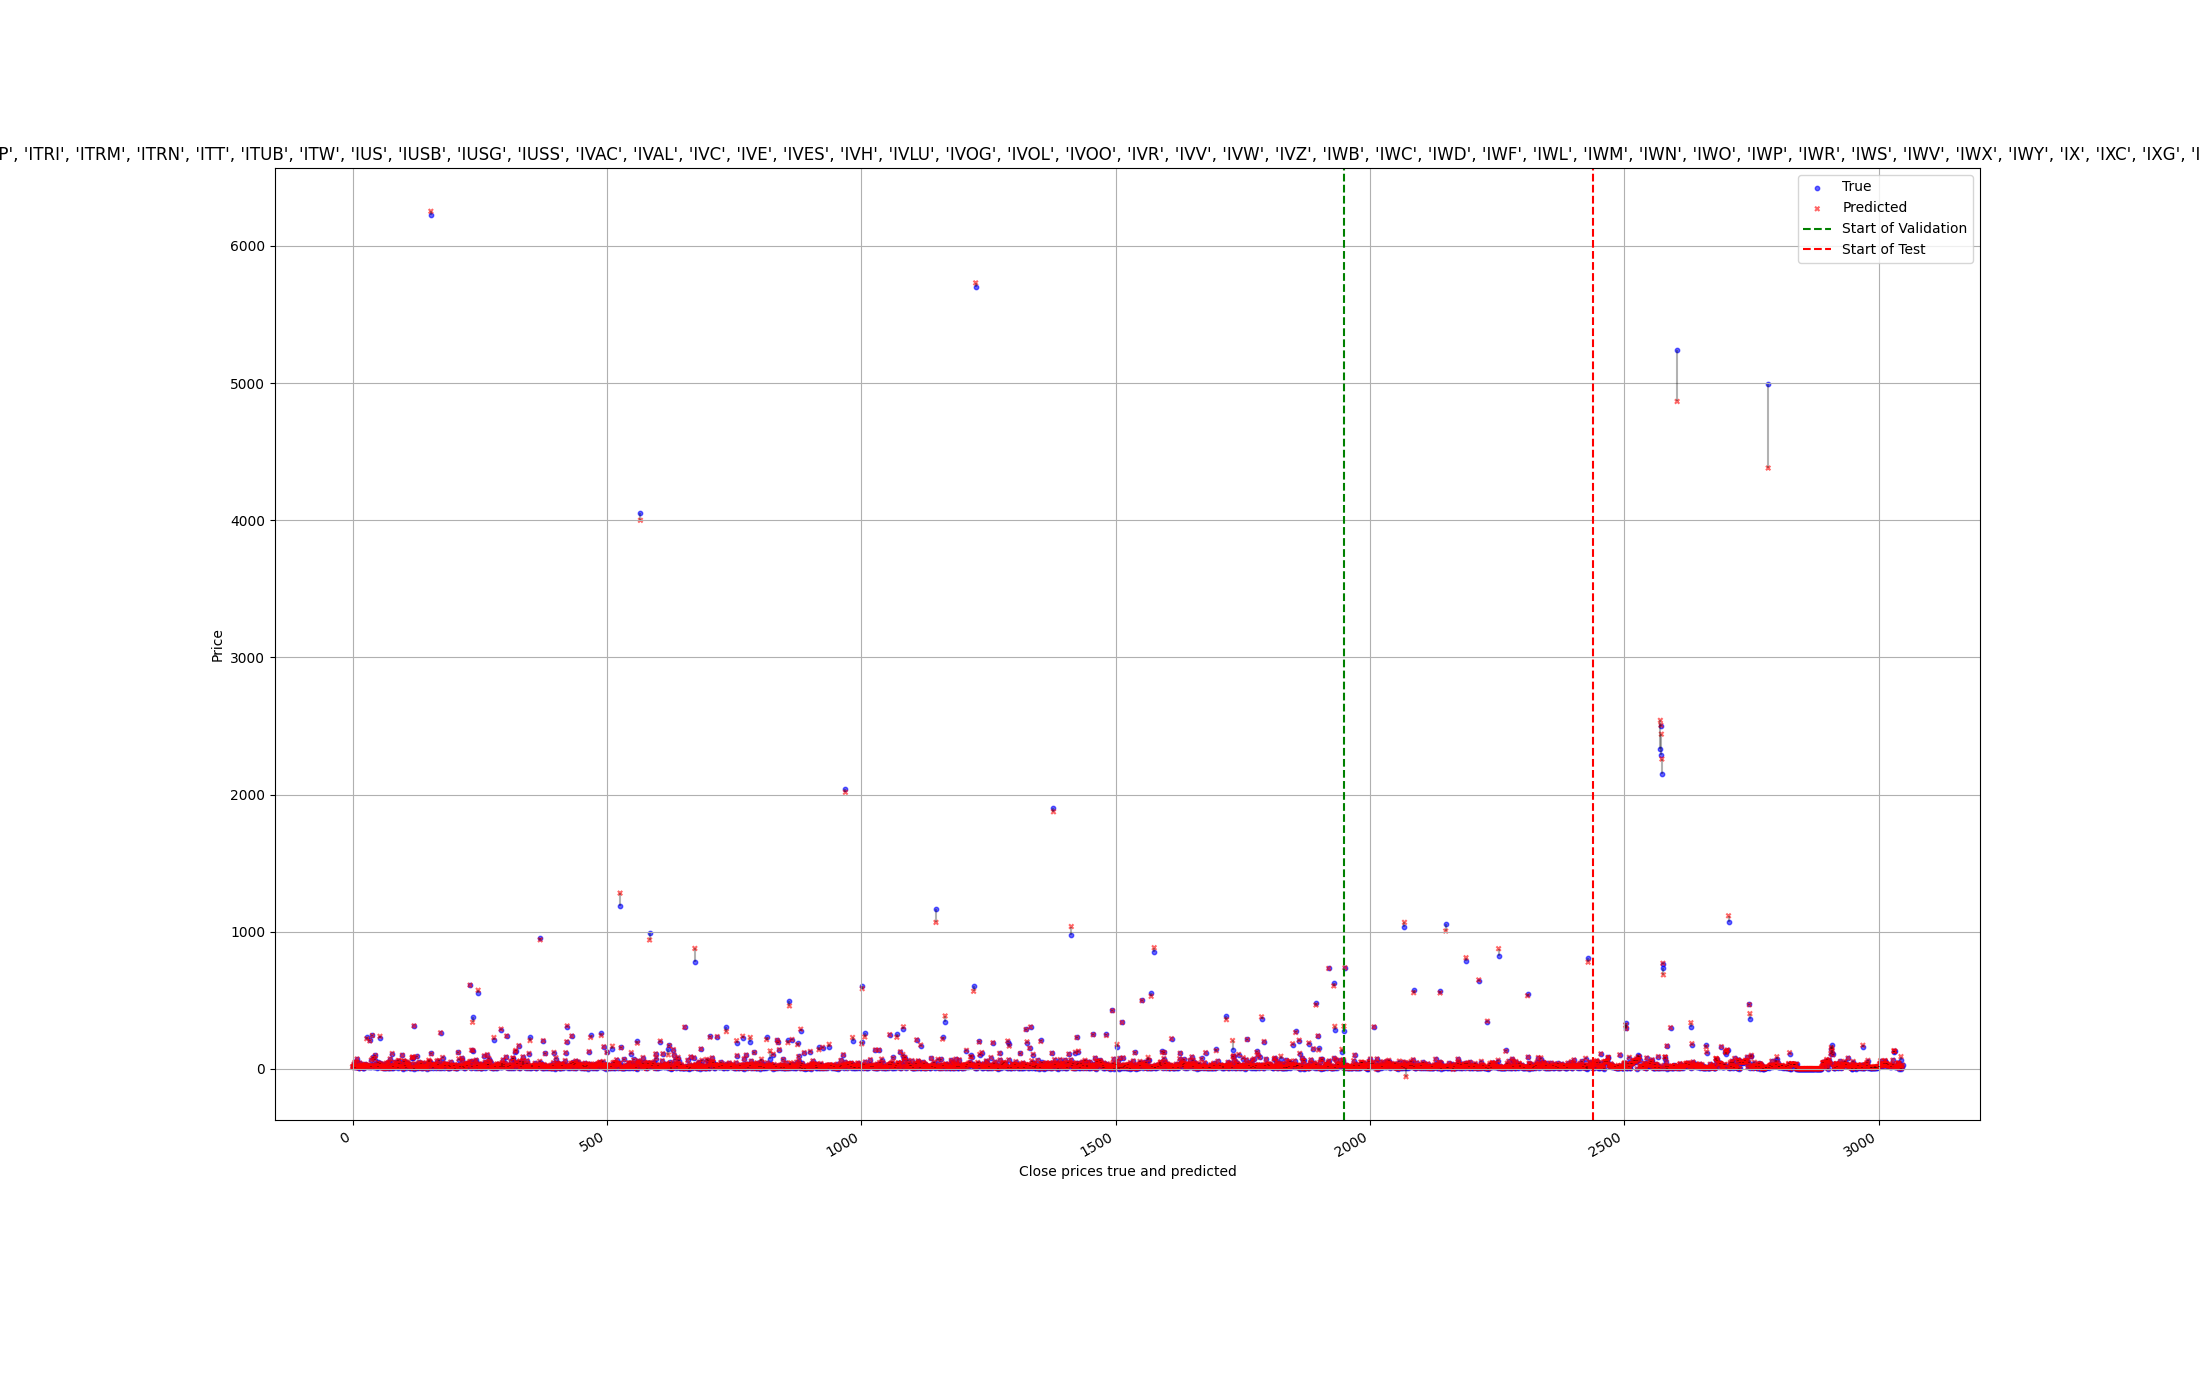 P', 'ITRI', 'ITRM', 'ITRN', 'ITT', 'ITUB', 'ITW', 'IUS', 'IUSB', 'IUSG', 'IUSS', 'IVAC', 'IVAL', 'IVC', 'IVE', 'IVES', 'IVH', 'IVLU', 'IVOG', 'IVOL', 'IVOO', 'IVR', 'IVV', 'IVW', 'IVZ', 'IWB', 'IWC', 'IWD', 'IWF', 'IWL', 'IWM', 'IWN', 'IWO', 'IWP', 'IWR', 'IWS', 'IWV', 'IWX', 'IWY', 'IX', 'IXC', 'IXG', 'I
True
Predicted
Start of Validation
Start of Test
6000
5000
4000
3000
2000
1000
0
Price
0
500
1000
1500
2000
2500
3000
Close prices true and predicted